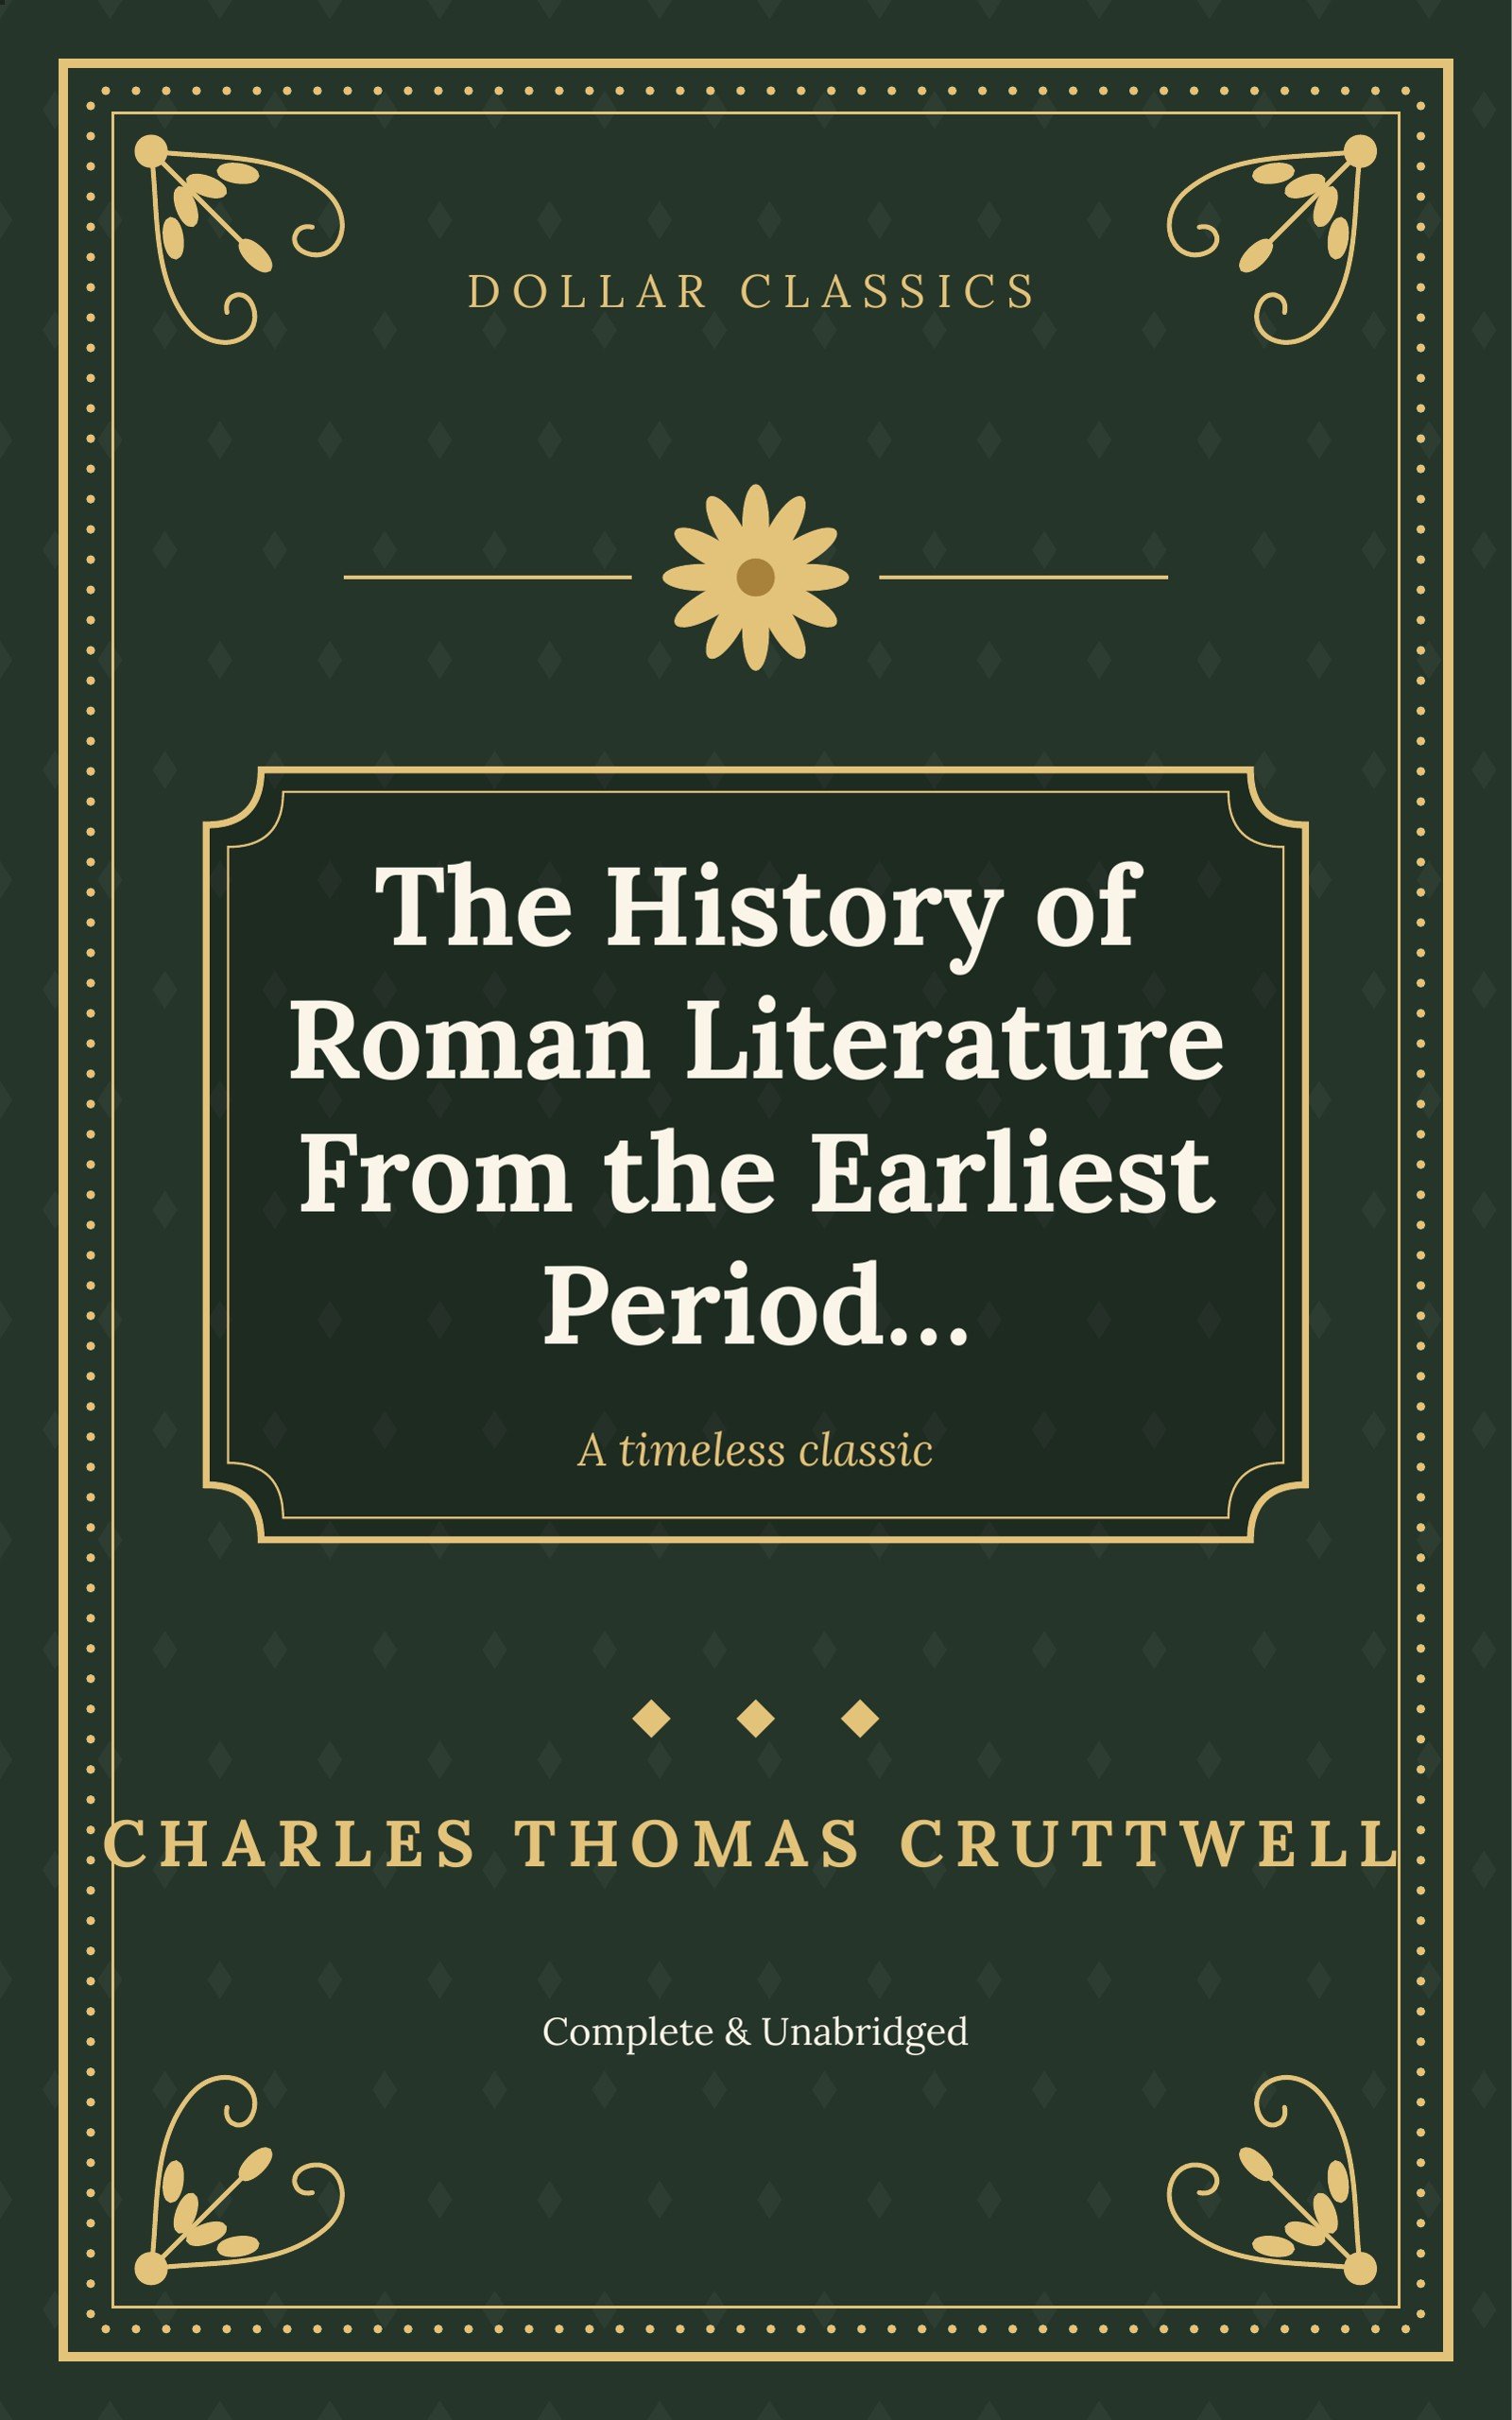 DOLLAR CLASSICS
The History of
Roman Literature
From the Earliest
Period...
A timeless classic
CHARLES THOMAS CRUTTWELL
Complete & Unabridged